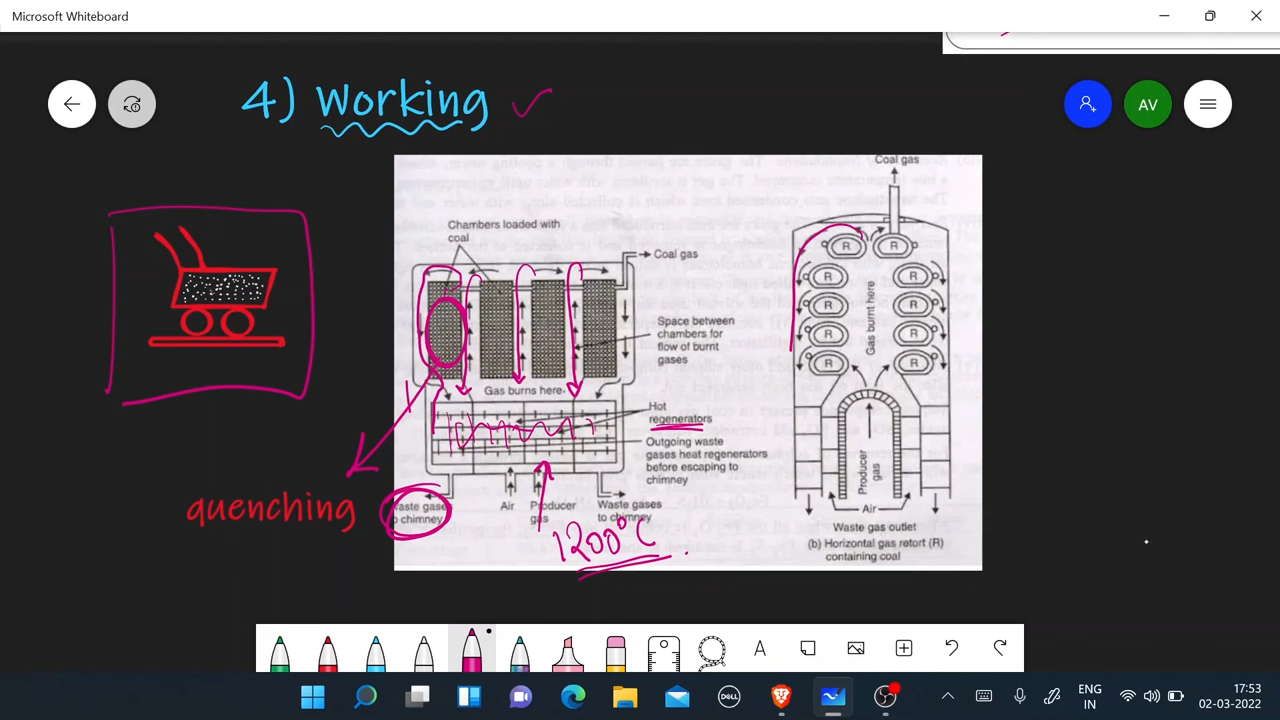 Microsoft Whiteboard
4) Working
AV
Coal gas
Chambers loaded with
coal
Coal gas
Space between
chambers for
flow of burnt
gases
Gas burns here
Hot
regenerators
Outgoing waste
gases heat regenerators
before escaping to
chimney
quenching
Waste gases
to chimney
Air
Producer
gas
Waste gases
to chimney
1200°C
R R
R R
R R
R R
R R
Gas burnt here
Producer
gas
Air
Waste gas outlet
(b) Horizontal gas retort (R)
containing coal
A
DELL
ENG
IN
17:53
02-03-2022